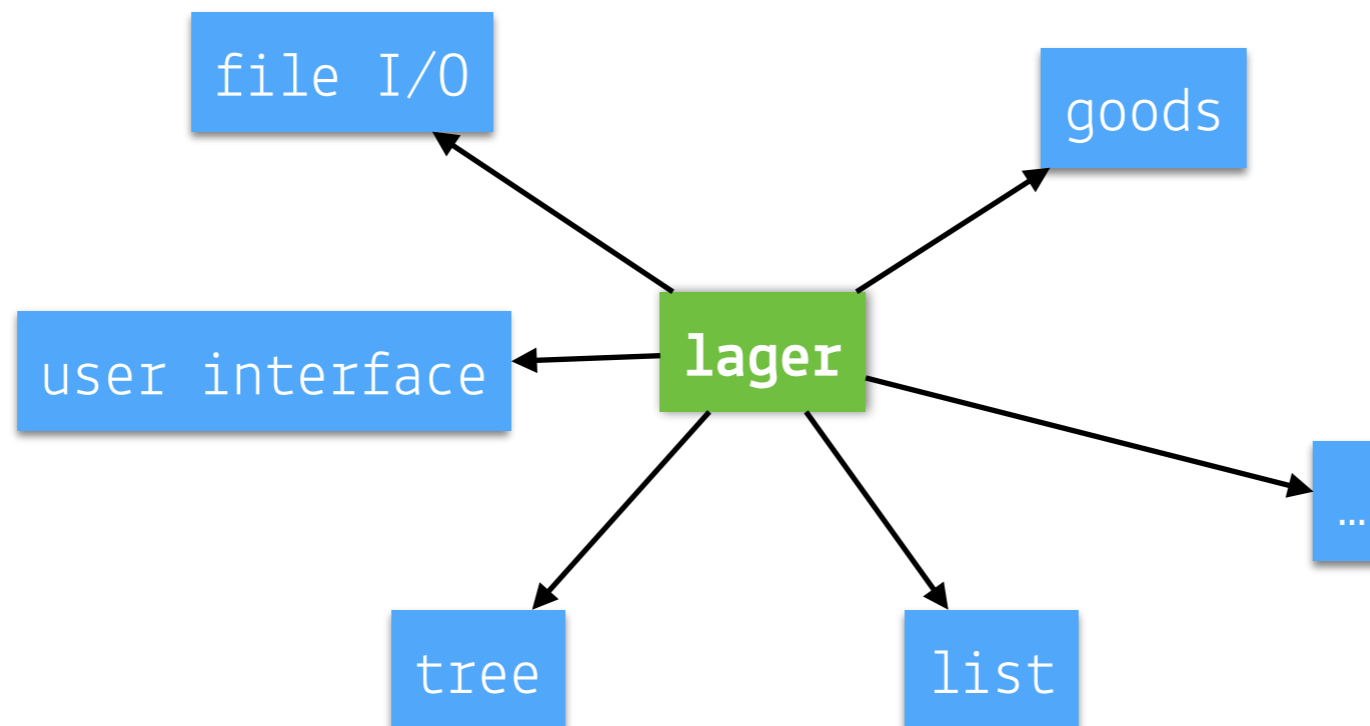 file I/O
goods
user interface
lager
…
tree
list